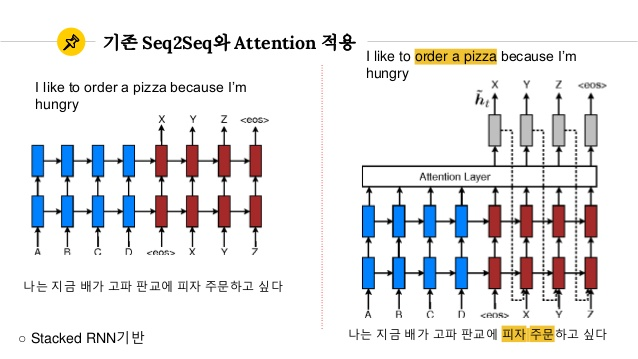 기존 Seq2Seq와 Attention 적용
I like to order a pizza because I'm
hungry
X Y Z <eos>
A B C D <eos> X Y Z
나는 지금 배가 고파 판교에 피자 주문하고 싶다
○ Stacked RNN기반
I like to order a pizza because I'm
hungry
X Y Z <eos>
h̃t
Attention Layer
A B C D <eos> X Y Z
나는 지금 배가 고파 판교에 피자 주문하고 싶다